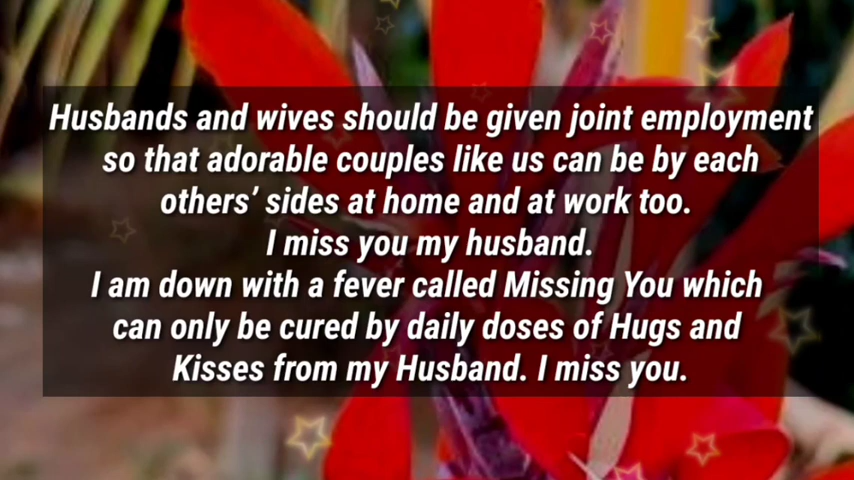 Husbands and wives should be given joint employment
so that adorable couples like us can be by each
others’ sides at home and at work too.
I miss you my husband.
I am down with a fever called Missing You which
can only be cured by daily doses of Hugs and
Kisses from my Husband. I miss you.